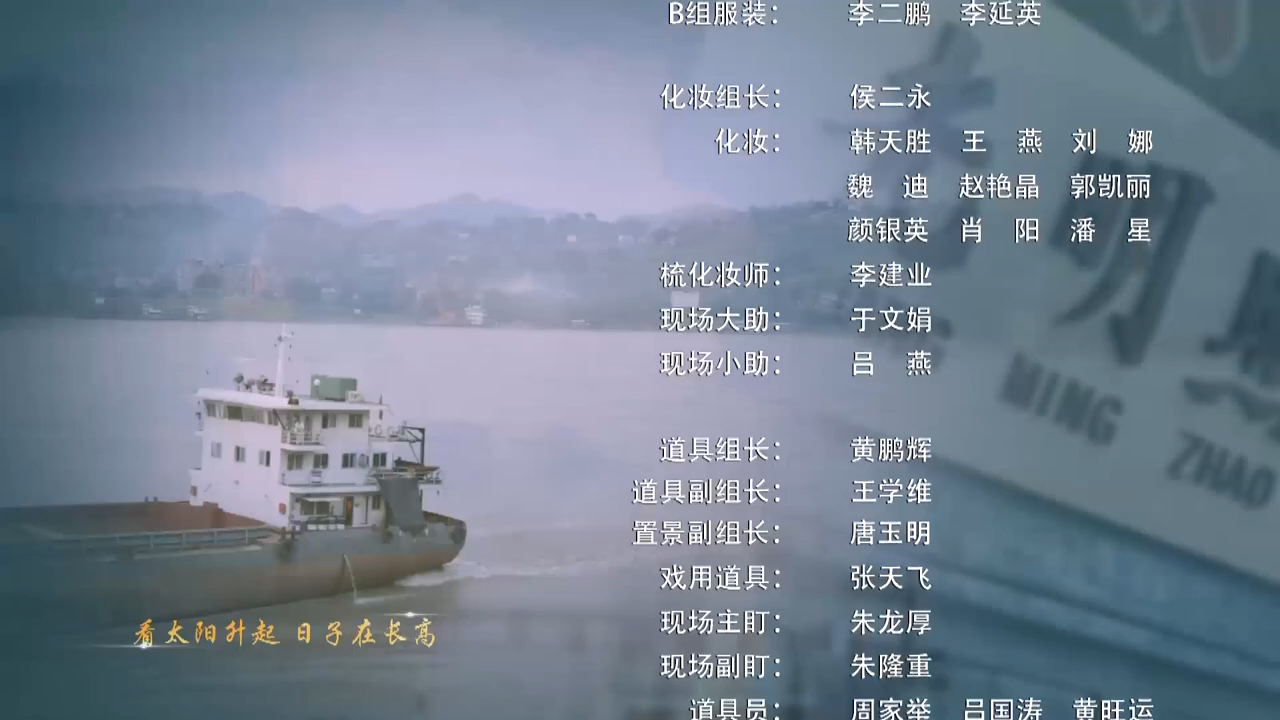 B组服装： 李二鹏 李延英
化妆组长： 侯二永
化妆： 韩天胜 王 燕 刘 娜
魏 迪 赵艳晶 郭凯丽
颜银英 肖 阳 潘 星
梳化妆师： 李建业
现场大助： 于文娟
现场小助： 吕 燕
道具组长： 黄鹏辉
道具副组长： 王学维
置景副组长： 唐玉明
戏用道具： 张天飞
现场主盯： 朱龙厚
现场副盯： 朱隆重
道具员： 周家举 吕国涛 黄旺运
看太阳升起 日子在长高
明
MING ZHAO